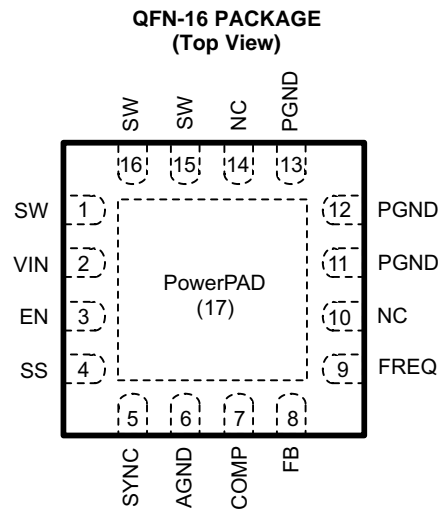 QFN-16 PACKAGE
(Top View)
SW
SW
NC
PGND
16
15
14
13
SW 1
12 PGND
VIN 2
11 PGND
PowerPAD
(17)
EN 3
10 NC
SS 4
9 FREQ
5
6
7
8
SYNC
AGND
COMP
FB